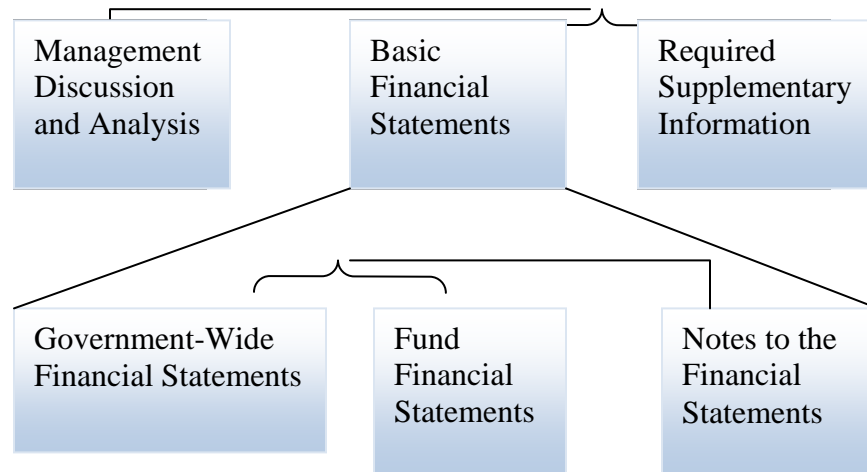 Management
Discussion
and Analysis
Basic
Financial
Statements
Required
Supplementary
Information
Government-Wide
Financial Statements
Fund
Financial
Statements
Notes to the
Financial
Statements